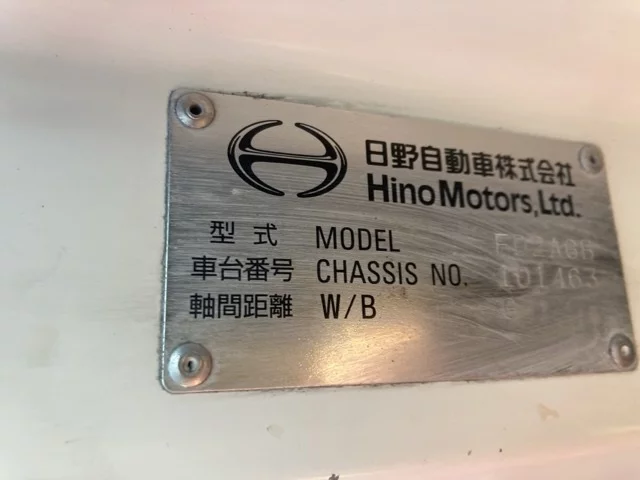 日野自動車株式会社
Hino Motors, Ltd.
型式 MODEL
車台番号 CHASSIS NO. 101463
軸間距離 W/B